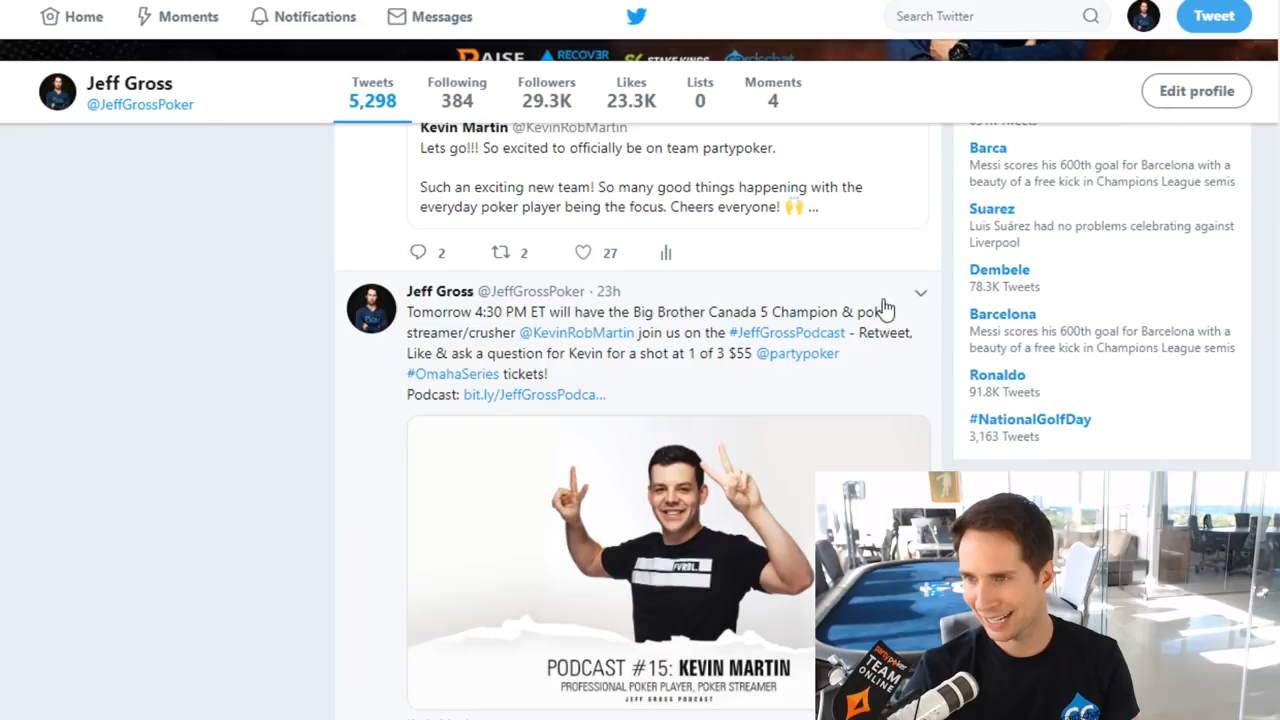 Home
Moments
Notifications
Messages
Search Twitter
Tweet
RAISE
RECOVER
STAKE KINGS
Jeff Gross
@JeffGrossPoker
Tweets
5,298
Following
384
Followers
29.3K
Likes
23.3K
Lists
0
Moments
4
Edit profile
Kevin Martin @KevinRobMartin
Lets go!!! So excited to officially be on team partypoker.
Such an exciting new team! So many good things happening with the
everyday poker player being the focus. Cheers everyone! 🙌 ...
2
2
27
Jeff Gross @JeffGrossPoker · 23h
Tomorrow 4:30 PM ET will have the Big Brother Canada 5 Champion & pok
streamer/crusher @KevinRobMartin join us on the #JeffGrossPodcast - Retweet,
Like & ask a question for Kevin for a shot at 1 of 3 $55 @partypoker
#OmahaSeries tickets!
Podcast: bit.ly/JeffGrossPodca...
PODCAST #15: KEVIN MARTIN
PROFESSIONAL POKER PLAYER, POKER STREAMER
JEFF GROSS PODCAST
Barca
Messi scores his 600th goal for Barcelona with a
beauty of a free kick in Champions League semis
Suarez
Luis Suárez had no problems celebrating against
Liverpool
Dembele
78.3K Tweets
Barcelona
Messi scores his 600th goal for Barcelona with a
beauty of a free kick in Champions League semis
Ronaldo
91.8K Tweets
#NationalGolfDay
3,163 Tweets
partypoker
TEAM
ONLINE